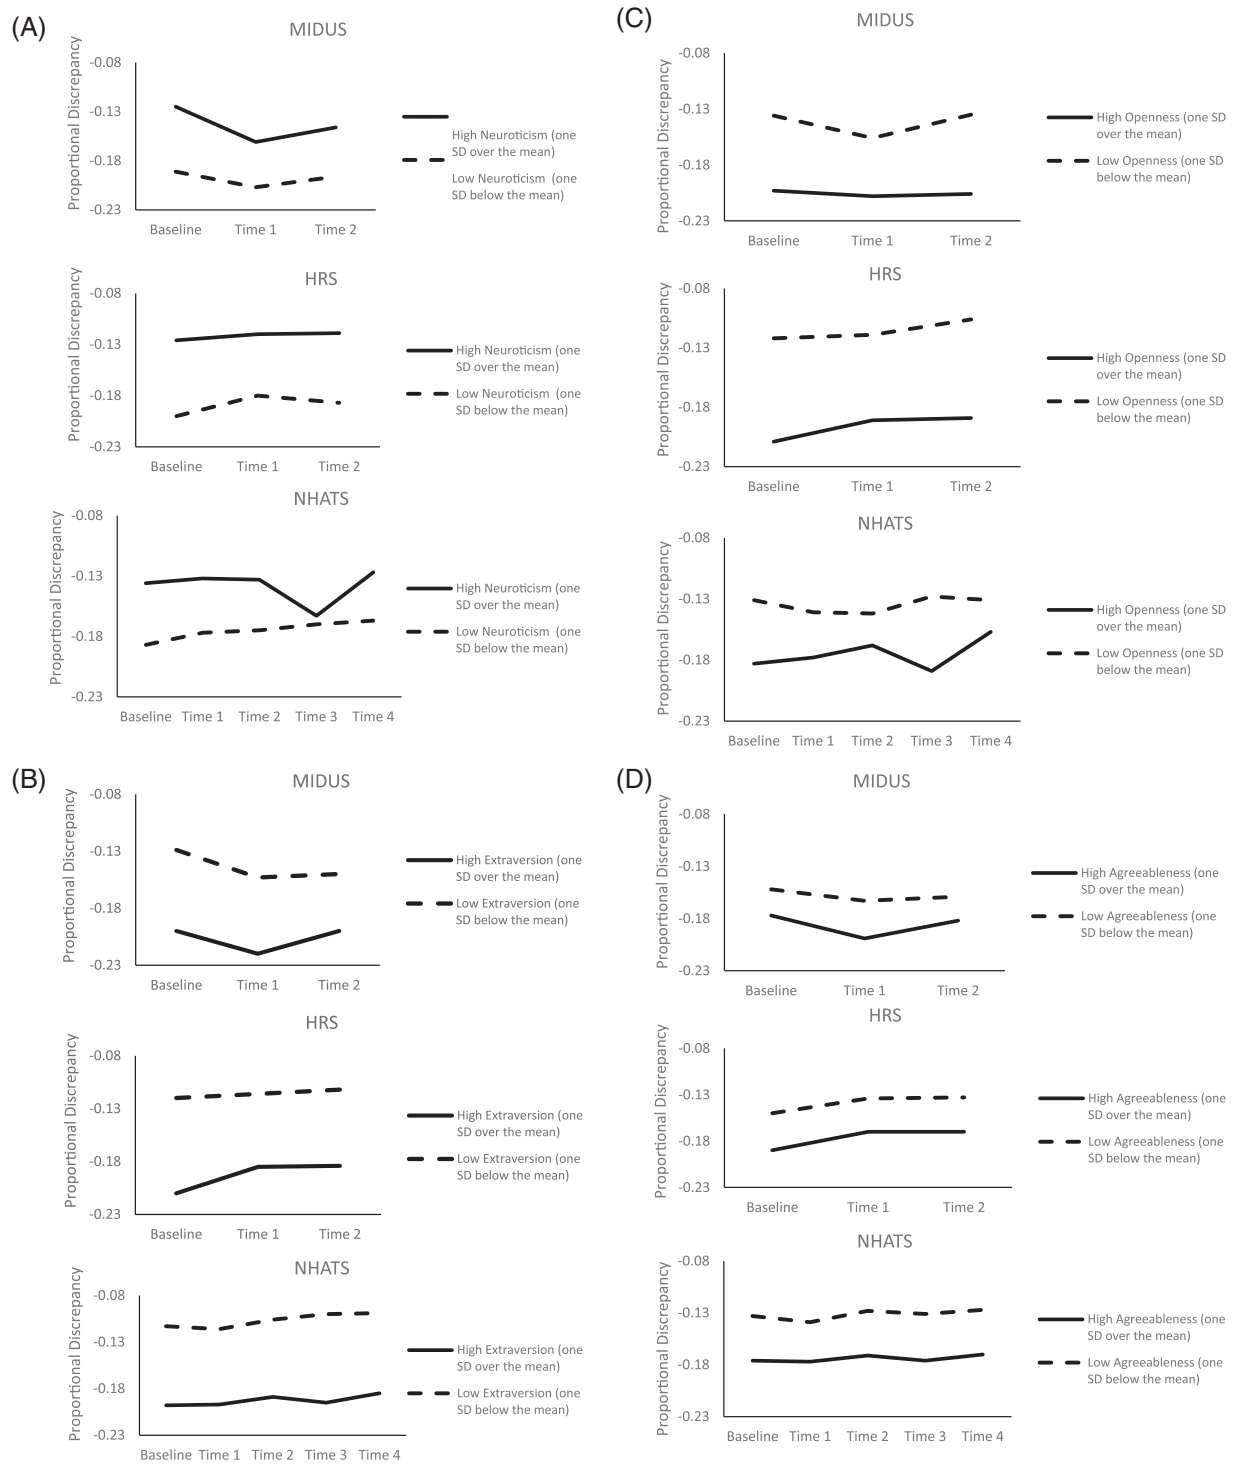 (A)
MIDUS
Proportional Discrepancy
-0.08
-0.13
-0.18
-0.23
Baseline Time 1 Time 2
High Neuroticism (one
SD over the mean)
Low Neuroticism (one
SD below the mean)
HRS
Proportional Discrepancy
-0.08
-0.13
-0.18
-0.23
Baseline Time 1 Time 2
High Neuroticism (one
SD over the mean)
Low Neuroticism (one
SD below the mean)
NHATS
Proportional Discrepancy
-0.08
-0.13
-0.18
-0.23
Baseline Time 1 Time 2 Time 3 Time 4
High Neuroticism (one
SD over the mean)
Low Neuroticism (one
SD below the mean)
(B)
MIDUS
Proportional Discrepancy
-0.08
-0.13
-0.18
-0.23
Baseline Time 1 Time 2
High Extraversion (one
SD over the mean)
Low Extraversion (one
SD below the mean)
HRS
Proportional Discrepancy
-0.08
-0.13
-0.18
-0.23
Baseline Time 1 Time 2
High Extraversion (one
SD over the mean)
Low Extraversion (one
SD below the mean)
NHATS
Proportional Discrepancy
-0.08
-0.13
-0.18
-0.23
Baseline Time 1 Time 2 Time 3 Time 4
High Extraversion (one
SD over the mean)
Low Extraversion (one
SD below the mean)
(C)
MIDUS
Proportional Discrepancy
-0.08
-0.13
-0.18
-0.23
Baseline Time 1 Time 2
High Openness (one SD
over the mean)
Low Openness (one SD
below the mean)
HRS
Proportional Discrepancy
-0.08
-0.13
-0.18
-0.23
Baseline Time 1 Time 2
High Openness (one SD
over the mean)
Low Openness (one SD
below the mean)
NHATS
Proportional Discrepancy
-0.08
-0.13
-0.18
-0.23
Baseline Time 1 Time 2 Time 3 Time 4
High Openness (one SD
over the mean)
Low Openness (one SD
below the mean)
(D)
MIDUS
Proportional Discrepancy
-0.08
-0.13
-0.18
-0.23
Baseline Time 1 Time 2
High Agreeableness (one
SD over the mean)
Low Agreeableness (one
SD below the mean)
HRS
Proportional Discrepancy
-0.08
-0.13
-0.18
-0.23
Baseline Time 1 Time 2
High Agreeableness (one
SD over the mean)
Low Agreeableness (one
SD below the mean)
NHATS
Proportional Discrepancy
-0.08
-0.13
-0.18
-0.23
Baseline Time 1 Time 2 Time 3 Time 4
High Agreeableness (one
SD over the mean)
Low Agreeableness (one
SD below the mean)